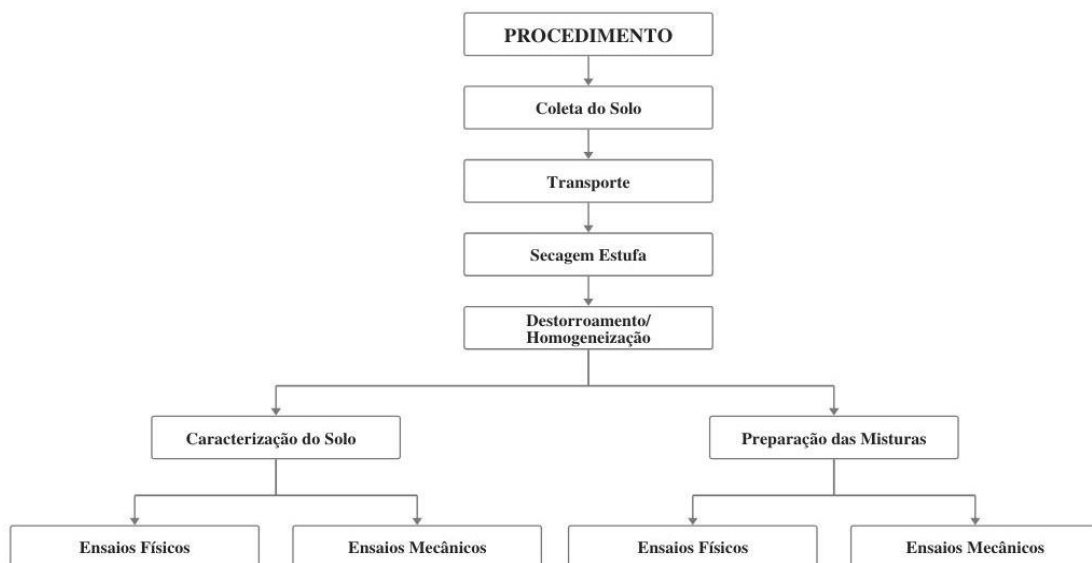 PROCEDIMENTO
Coleta do Solo
Transporte
Secagem Estufa
Destorroamento/
Homogeneização
Caracterização do Solo
Preparação das Misturas
Ensaios Físicos
Ensaios Mecânicos
Ensaios Físicos
Ensaios Mecânicos